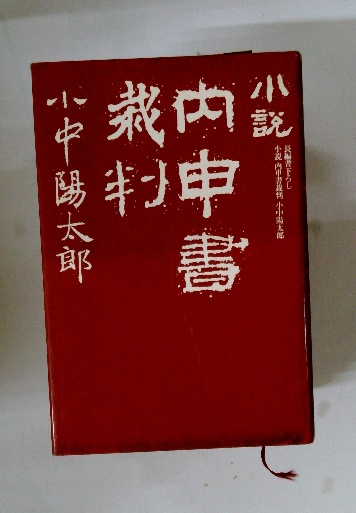 小説
長編書下ろし
小説 内申書裁判 小中陽太郎
内申書
裁判
小中陽太郎